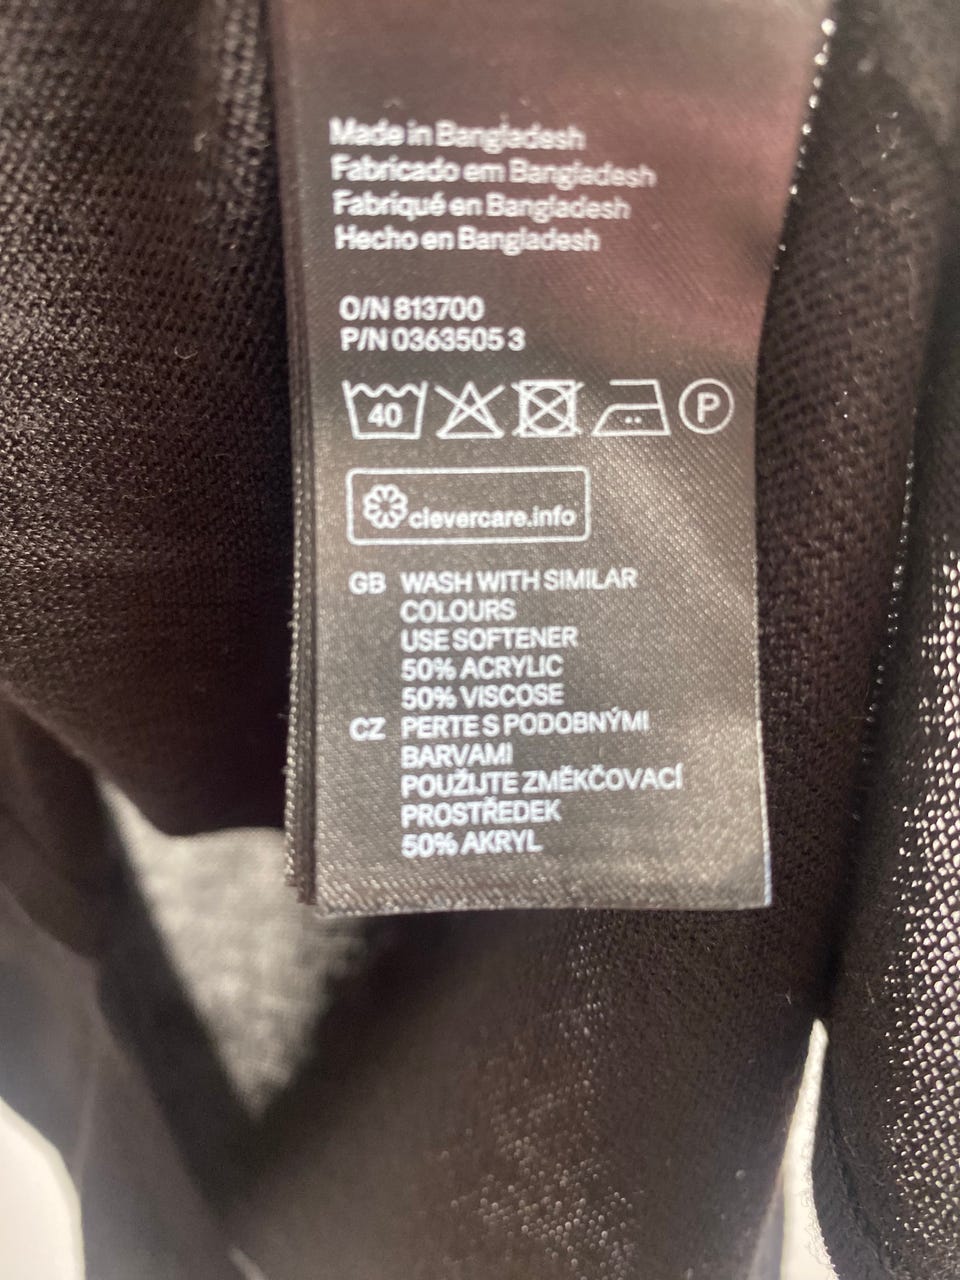 Made in Bangladesh
Fabricado em Bangladesh
Fabriqué en Bangladesh
Hecho en Bangladesh
O/N 813700
P/N 0363505 3
40 P
clevercare.info
GB WASH WITH SIMILAR
COLOURS
USE SOFTENER
50% ACRYLIC
50% VISCOSE
CZ PERTE S PODOBNÝMI
BARVAMI
POUŽIJTE ZMĚKČOVACÍ
PROSTŘEDEK
50% AKRYL